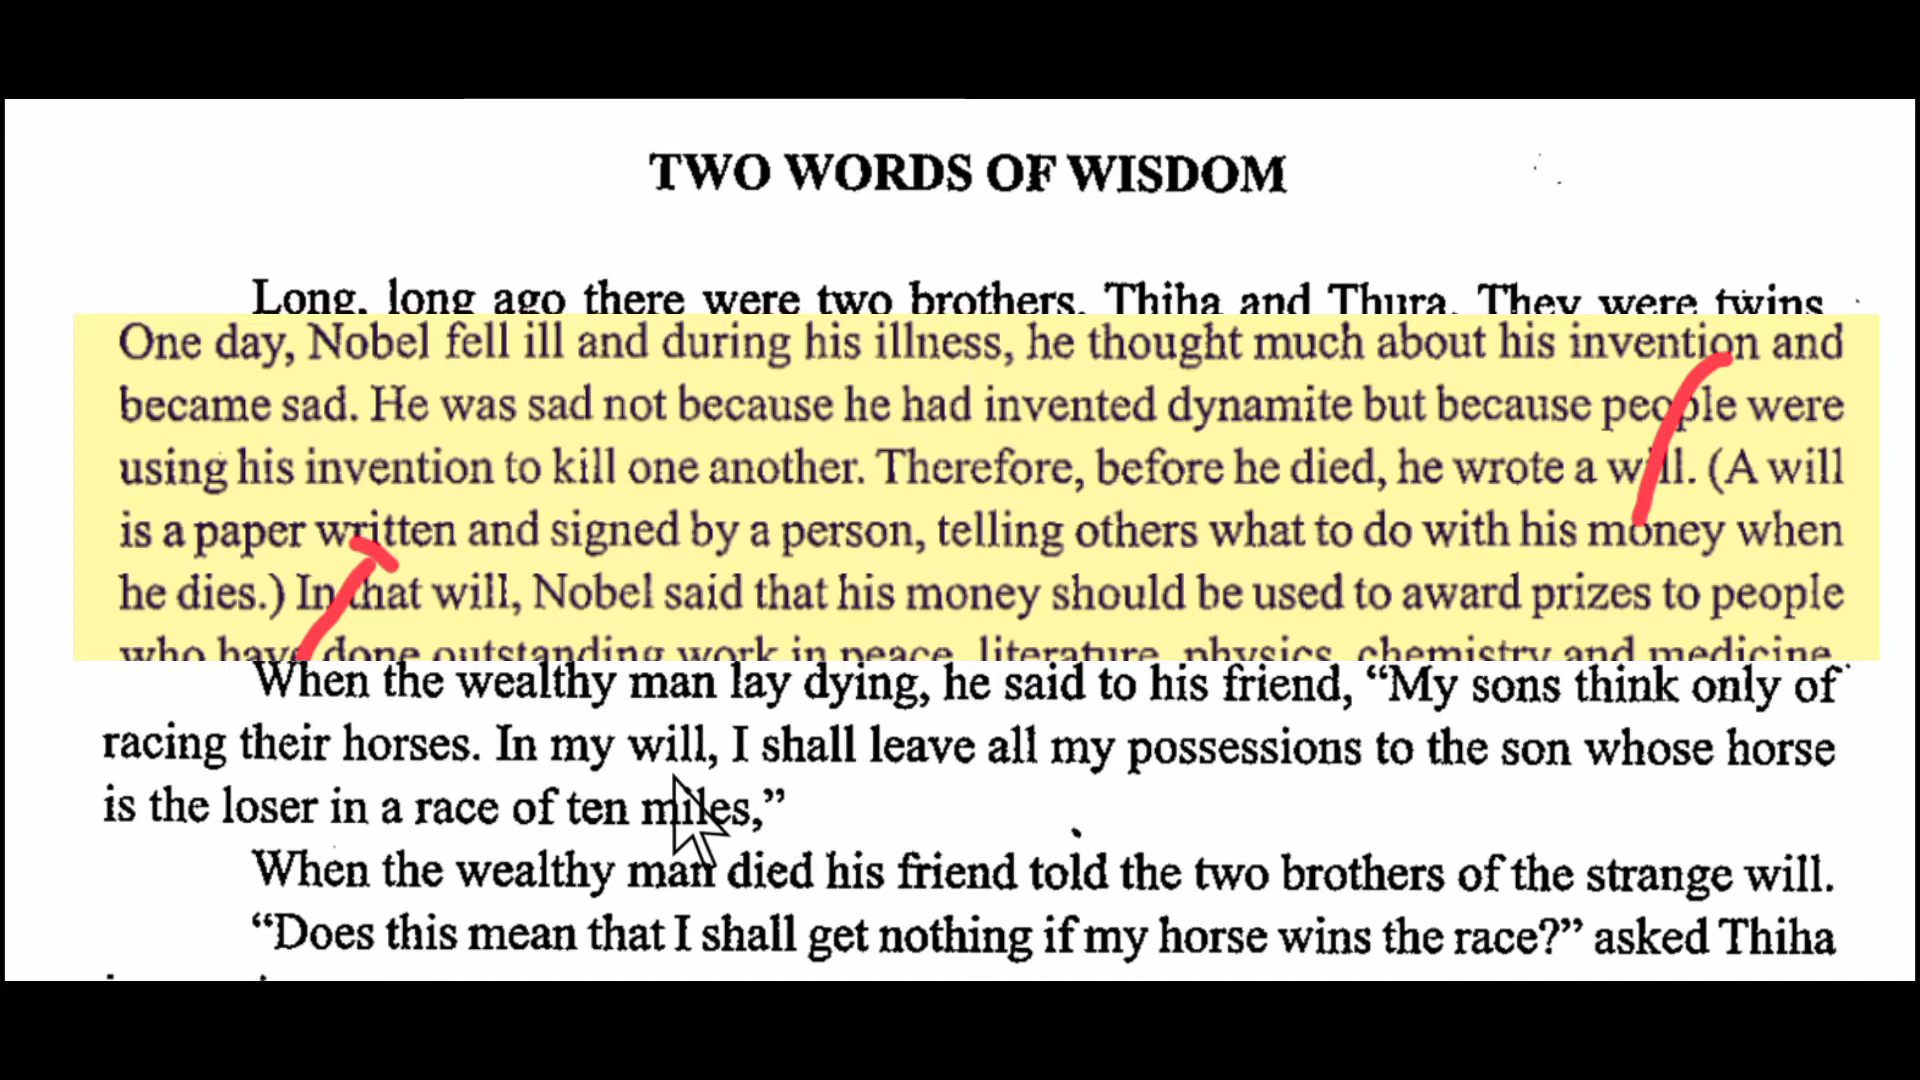 TWO WORDS OF WISDOM
Long, long ago there were two brothers, Thiha and Thura. They were twins
One day, Nobel fell ill and during his illness, he thought much about his invention and
became sad. He was sad not because he had invented dynamite but because people were
using his invention to kill one another. Therefore, before he died, he wrote a will. (A will
is a paper written and signed by a person, telling others what to do with his money when
he dies.) In that will, Nobel said that his money should be used to award prizes to people
who have done outstanding work in peace, literature, physics, chemistry and medicine.
When the wealthy man lay dying, he said to his friend, “My sons think only of
racing their horses. In my will, I shall leave all my possessions to the son whose horse
is the loser in a race of ten miles,”
When the wealthy man died his friend told the two brothers of the strange will.
“Does this mean that I shall get nothing if my horse wins the race?” asked Thiha